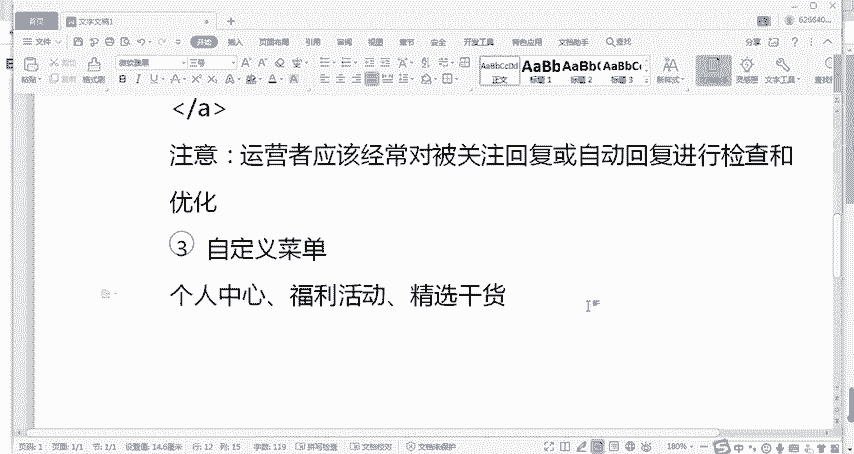 首页 文字文稿1
626640...
文件 开始 插入 页面布局 引用 审阅 视图 章节 安全 开发工具 特色应用 文档助手 查找 分享
粘贴 剪切 复制 格式刷 微软雅黑 三号 AaBbCcDd 正文 AaBb 标题 1 AaBb( 标题 2 AaBbC 标题 3 新样式 文档助手 灵感图 文字工具
</a>
注意：运营者应该经常对被关注回复或自动回复进行检查和
优化
③ 自定义菜单
个人中心、福利活动、精选干货
页码: 1 页面: 1/1 节: 1/1 设置值: 14.6厘米 行: 12 列: 15 字数: 119 拼写检查 文档校对 文档未保护 180%